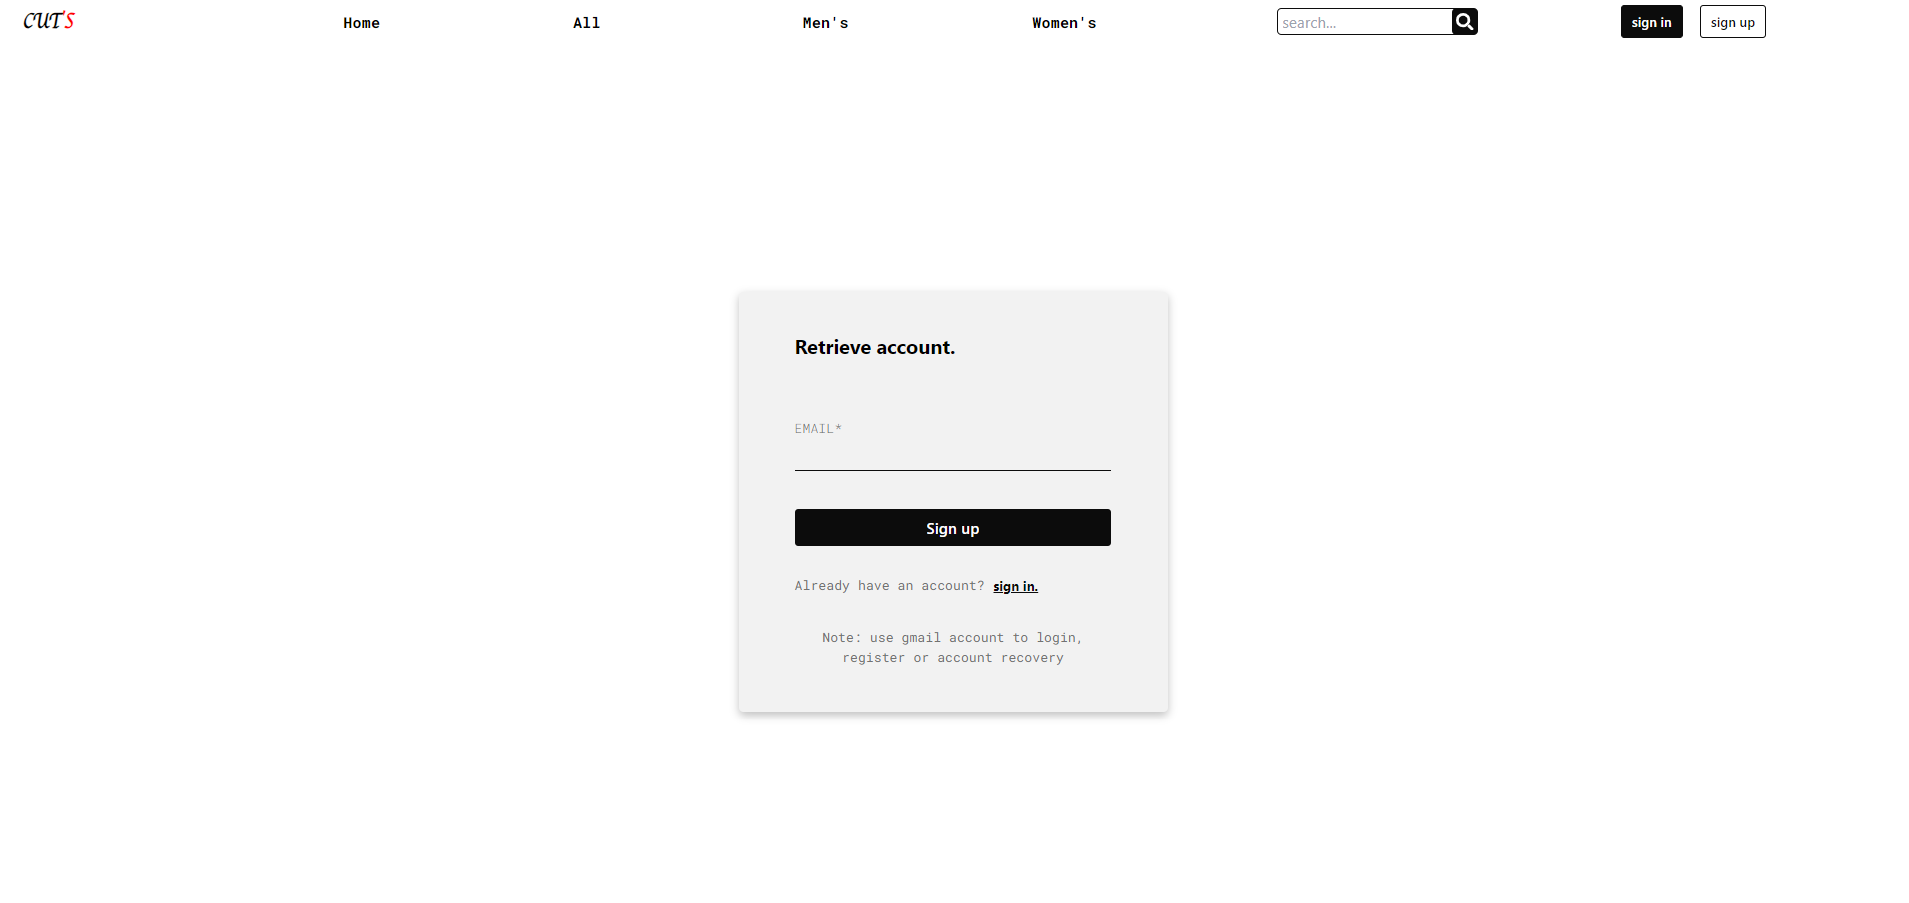 CUT'S
Home
All
Men's
Women's
search...
sign in
sign up
Retrieve account.
EMAIL*
Sign up
Already have an account? sign in.
Note: use gmail account to login,
register or account recovery